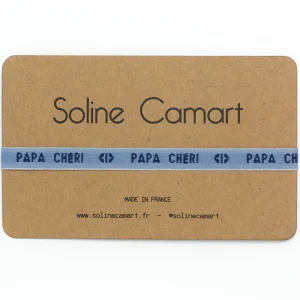 Soline Camart
PAPA CHERI <I> PAPA CHERI <I> PAPA CHERI
MADE IN FRANCE
www.solinecamart.fr - @solinecamart